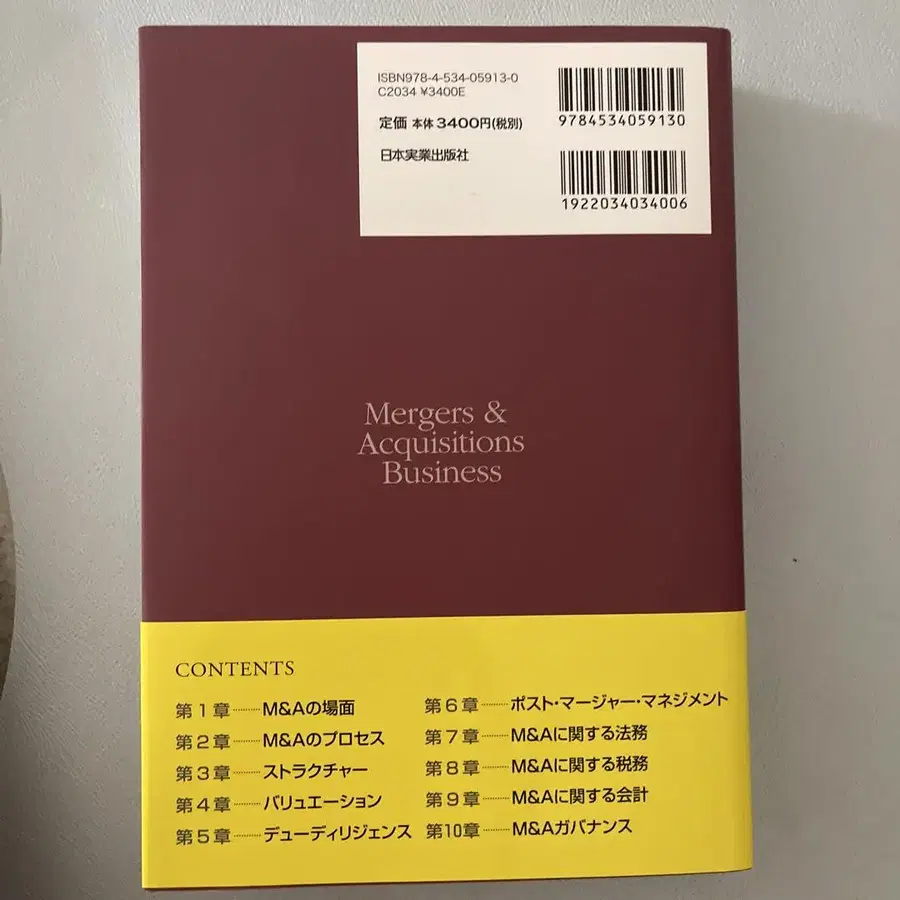 ISBN978-4-534-05913-0
C2034 ¥3400E
定価 本体3400円(税別)
日本実業出版社
9784534059130
1922034034006
Mergers &
Acquisitions
Business
CONTENTS
第1章………M&Aの場面
第2章………M&Aのプロセス
第3章………ストラクチャー
第4章………バリュエーション
第5章………デューディリジェンス
第6章………ポスト・マージャー・マネジメント
第7章………M&Aに関する法務
第8章………M&Aに関する税務
第9章………M&Aに関する会計
第10章………M&Aガバナンス